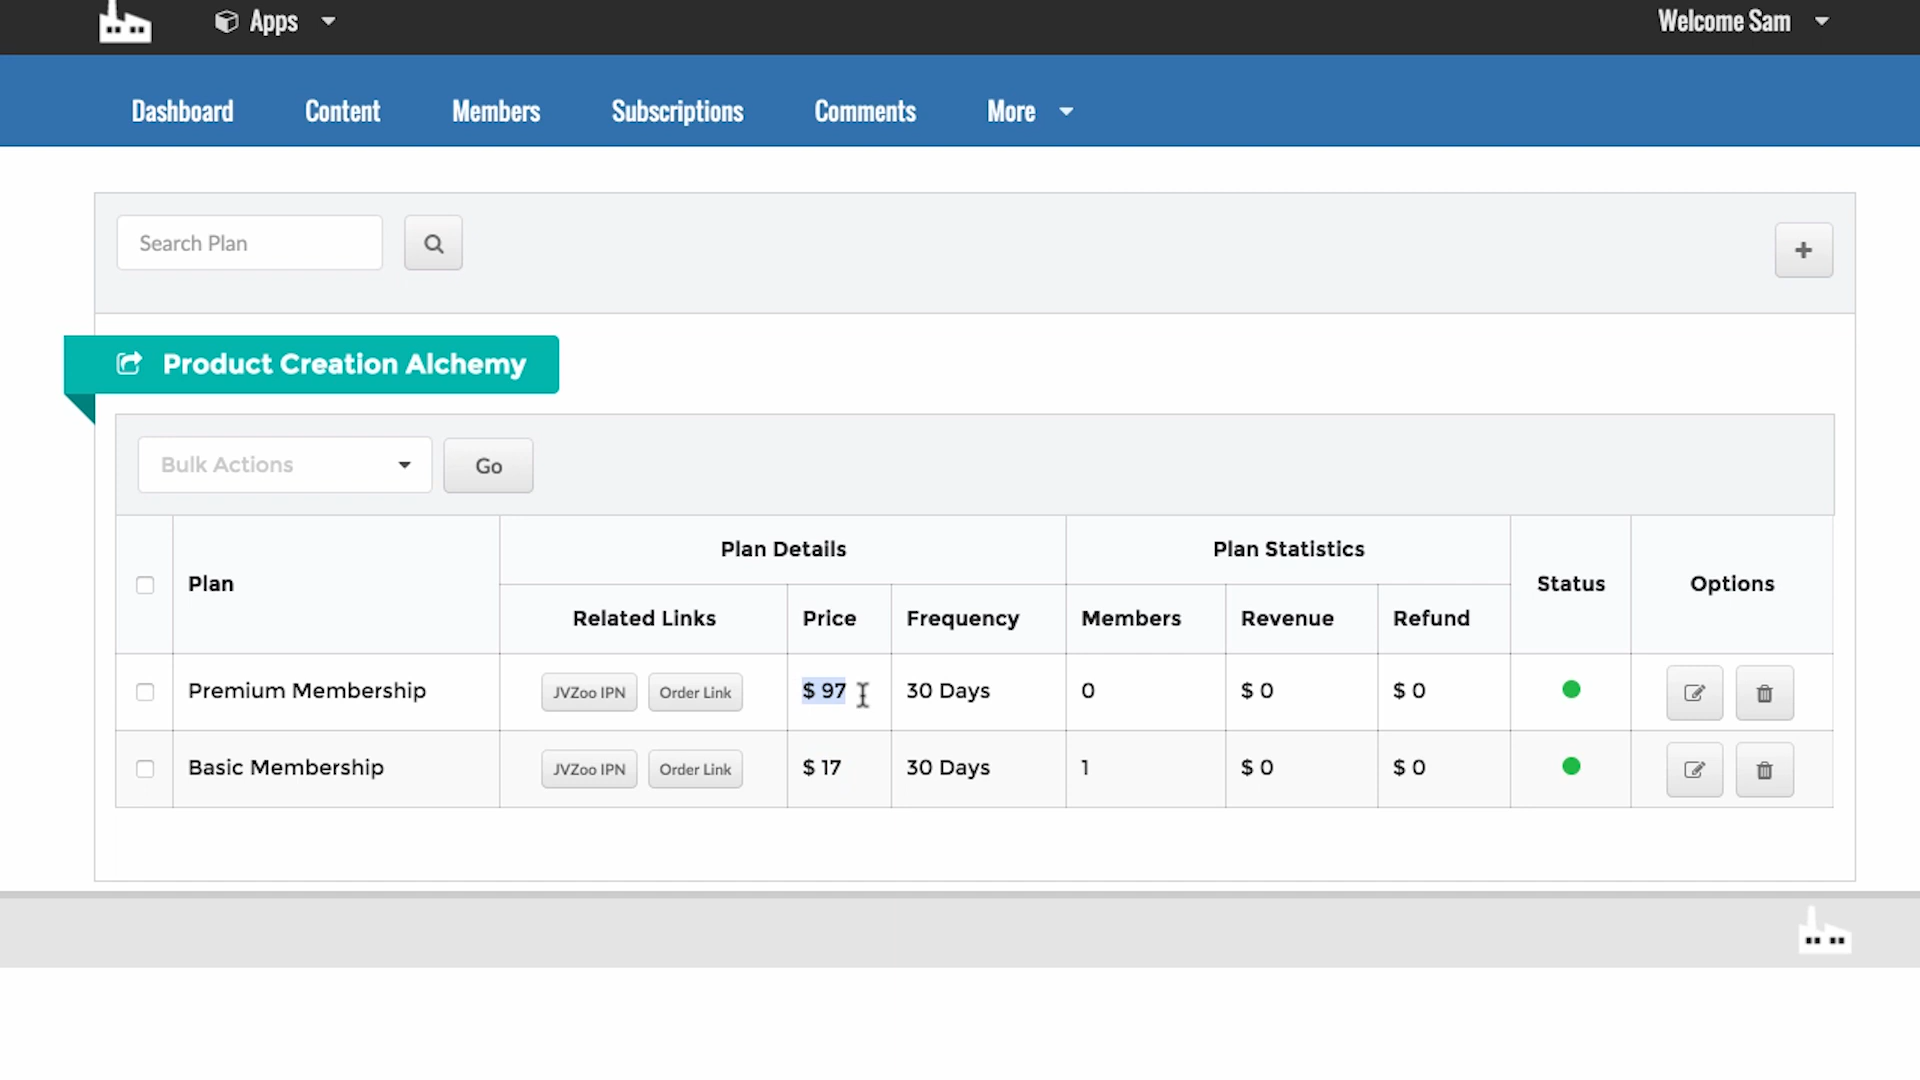 Apps
Welcome Sam
Dashboard Content Members Subscriptions Comments More
Search Plan
+
Product Creation Alchemy
Bulk Actions Go
Plan Plan Details Plan Statistics Status Options
Related Links Price Frequency Members Revenue Refund
Premium Membership JVZoo IPN Order Link $ 97 30 Days 0 $ 0 $ 0
Basic Membership JVZoo IPN Order Link $ 17 30 Days 1 $ 0 $ 0